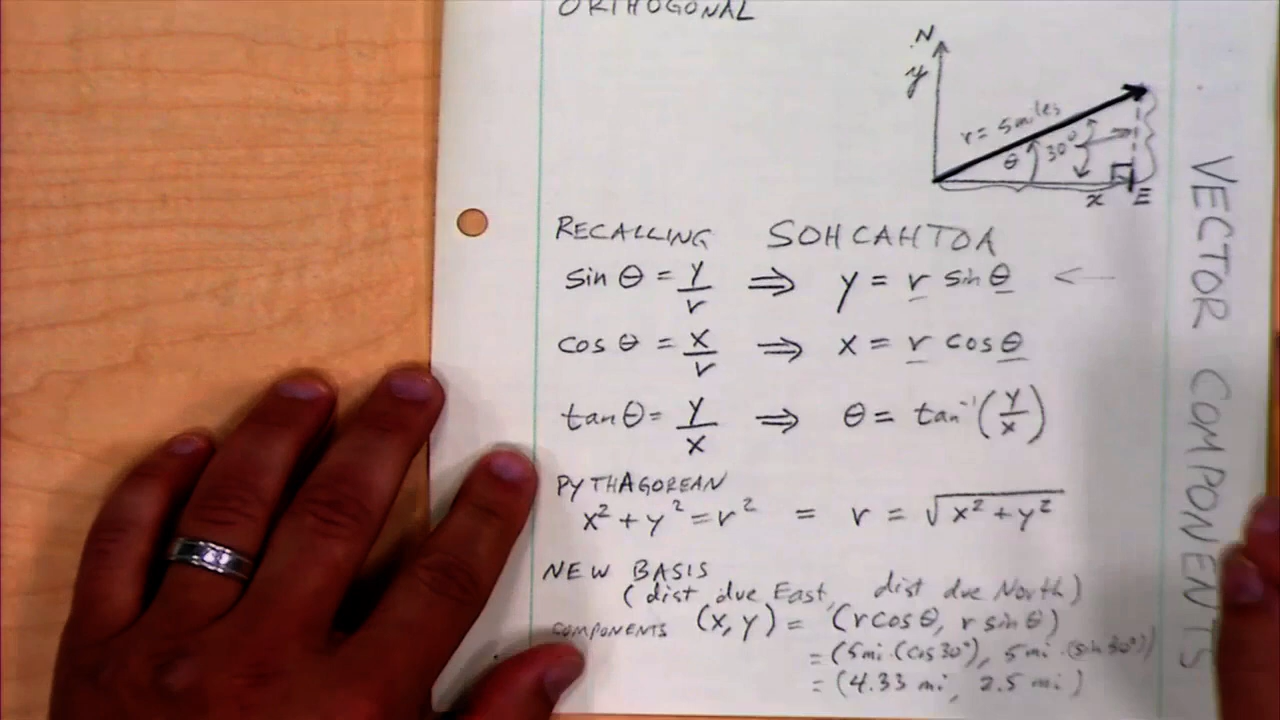 ORTHOGONAL
N
y
r = 5 miles
θ
30°
x
E
VECTOR COMPONENTS
RECALLING SOHCAHTOA
sin θ = y/r ⇒ y = r sin θ ←
cos θ = x/r ⇒ x = r cos θ
tan θ = y/x ⇒ θ = tan⁻¹(y/x)
PYTHAGOREAN
x² + y² = r² = r = √x² + y²
NEW BASIS
(dist due East, dist due North)
COMPONENTS (x, y) = (r cos θ, r sin θ)
= (5mi (cos 30°), 5 mi · (sin 30°))
= (4.33 mi, 2.5 mi)